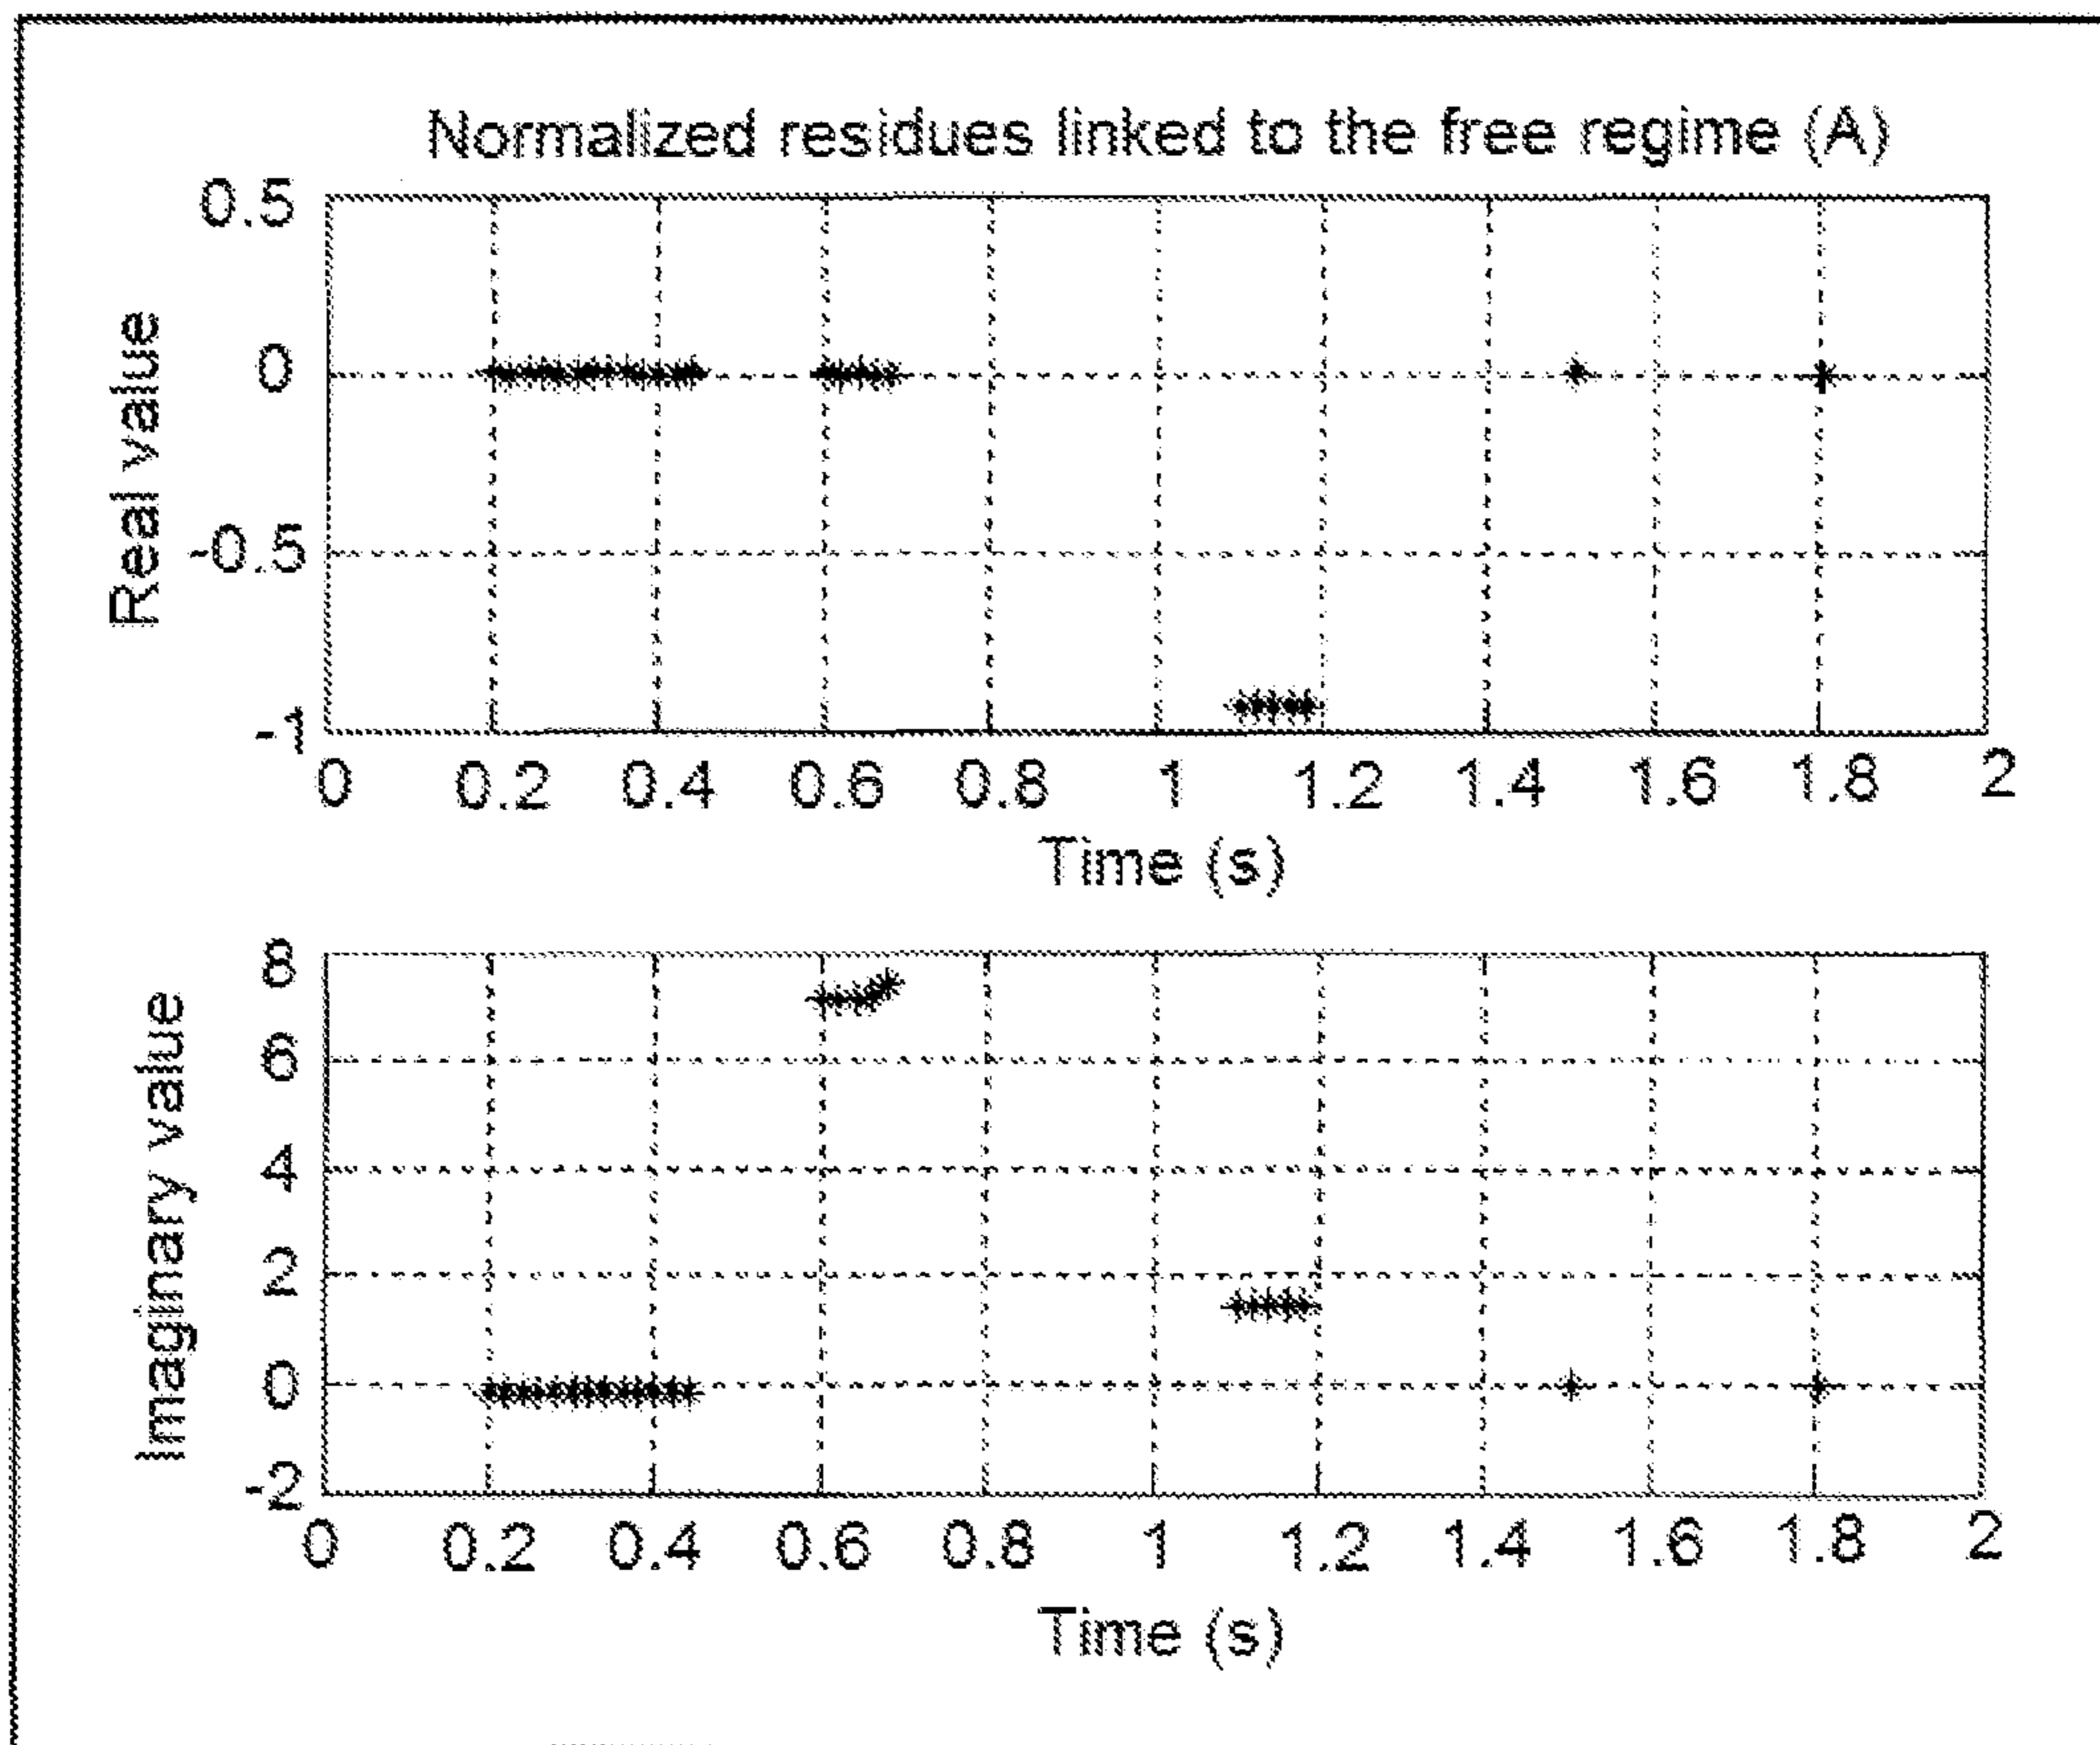 Normalized residues linked to the free regime (A)
0.5
0
-0.5
-1
Real value
0 0.2 0.4 0.6 0.8 1 1.2 1.4 1.6 1.8 2
Time (s)
8
6
4
2
0
-2
Imaginary value
0 0.2 0.4 0.6 0.8 1 1.2 1.4 1.6 1.8 2
Time (s)